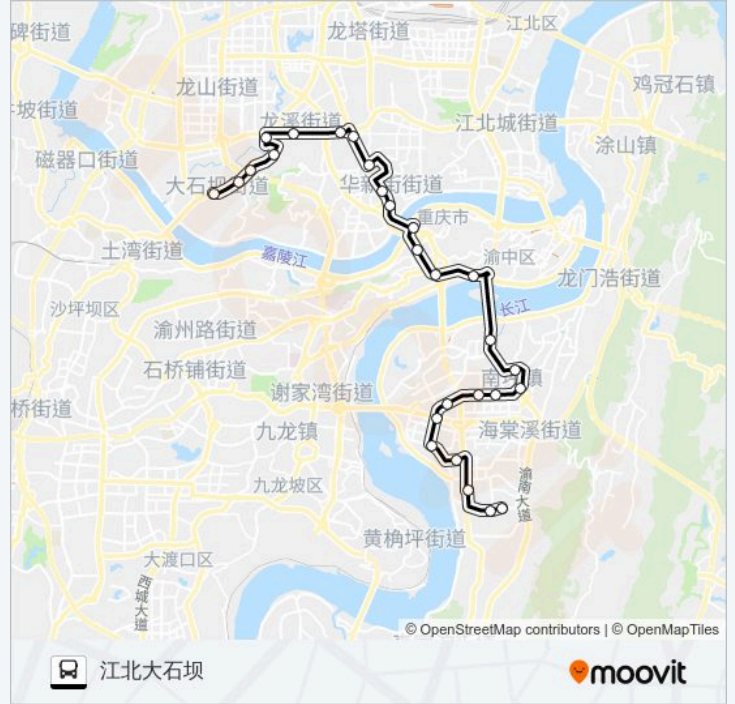 碑街道
龙塔街道
江北区
龙山街道
鸡冠石镇
坡街道
龙溪街道
江北城街道
涂山镇
磁器口街道
大石坝街道
华新街街道
重庆市
土湾街道
嘉陵江
渝中区
龙门浩街道
沙坪坝区
长江
渝州路街道
石桥铺街道
南坪镇
谢家湾街道
桥街道
九龙镇
海棠溪街道
九龙坡区
渝南大道
黄桷坪街道
大渡口区
西城大道
© OpenStreetMap contributors | © OpenMapTiles
江北大石坝
moovit